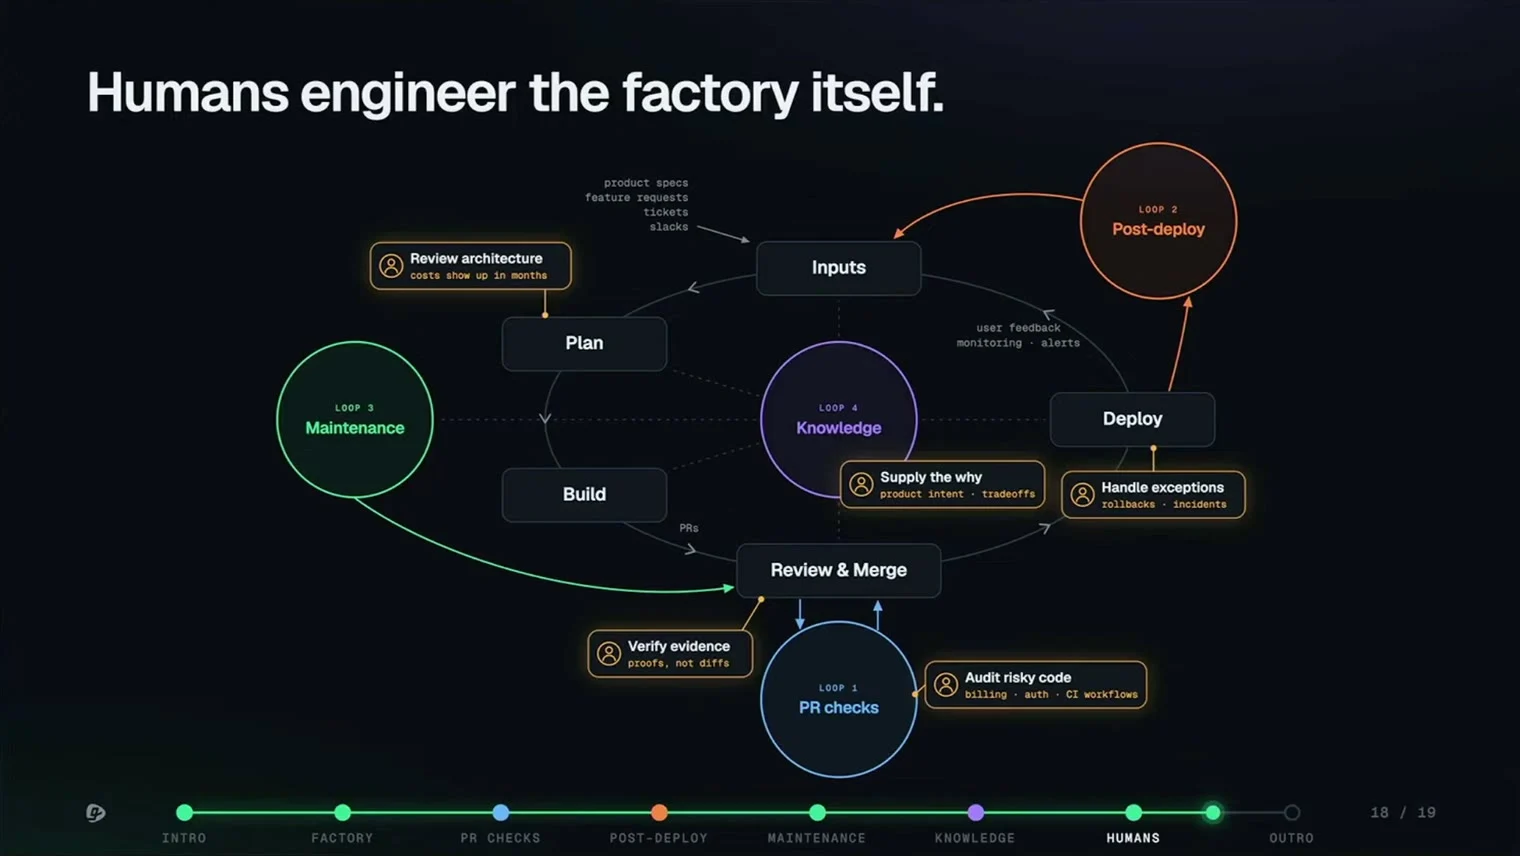 Humans engineer the factory itself.
product specs
feature requests
tickets
slacks
LOOP 2
Post-deploy
Review architecture
costs show up in months
Inputs
Plan
user feedback
monitoring · alerts
LOOP 3
Maintenance
LOOP 4
Knowledge
Deploy
Supply the why
product intent · tradeoffs
Handle exceptions
rollbacks · incidents
Build
PRs
Review & Merge
Verify evidence
proofs, not diffs
LOOP 1
PR checks
Audit risky code
billing · auth · CI workflows
INTRO
FACTORY
PR CHECKS
POST-DEPLOY
MAINTENANCE
KNOWLEDGE
HUMANS
OUTRO
18 / 19